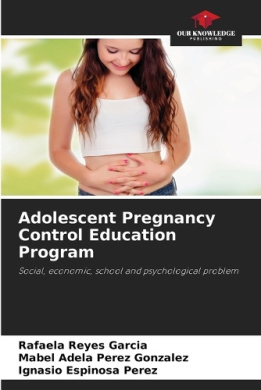 OUR KNOWLEDGE
PUBLISHING
Adolescent Pregnancy
Control Education
Program
Social, economic, school and psychological problem
Rafaela Reyes Garcia
Mabel Adela Perez Gonzalez
Ignasio Espinosa Perez